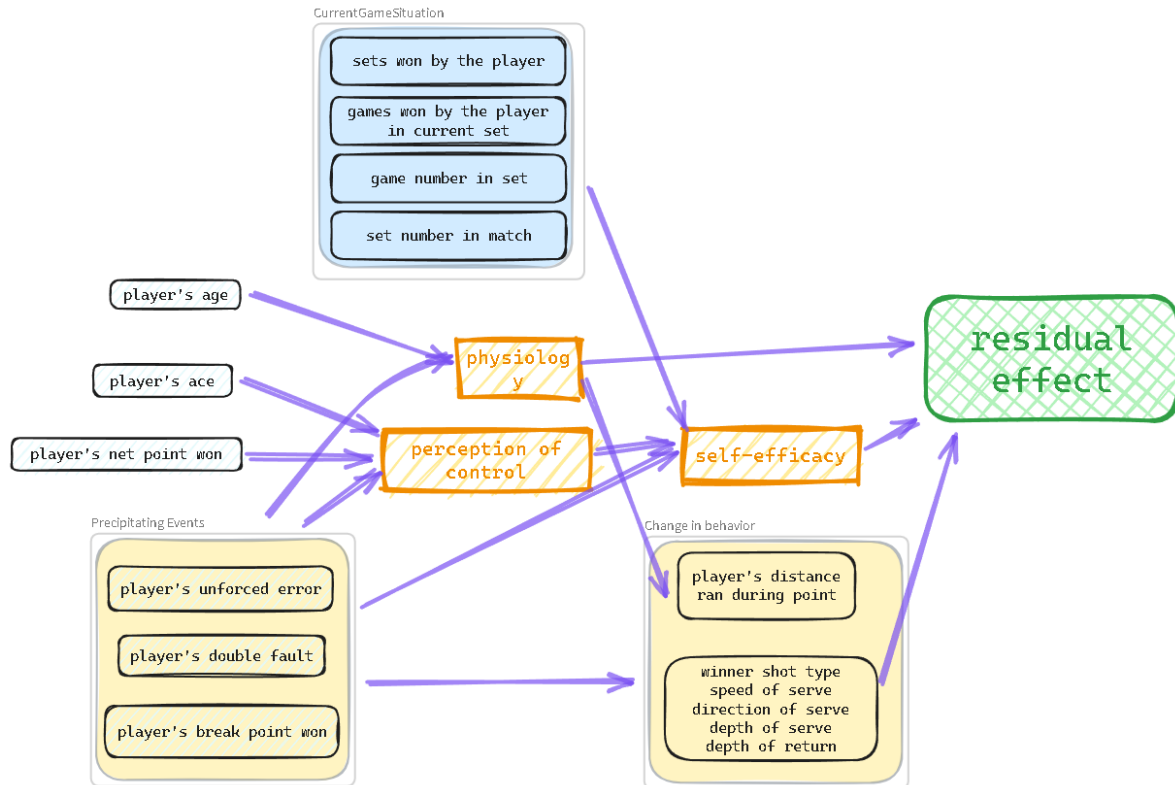 CurrentGameSituation
sets won by the player
games won by the player
in current set
game number in set
set number in match
player's age
player's ace
player's net point won
physiolog
y
perception of
control
self-efficacy
residual
effect
Precipitating Events
player's unforced error
player's double fault
player's break point won
Change in behavior
player's distance
ran during point
winner shot type
speed of serve
direction of serve
depth of serve
depth of return